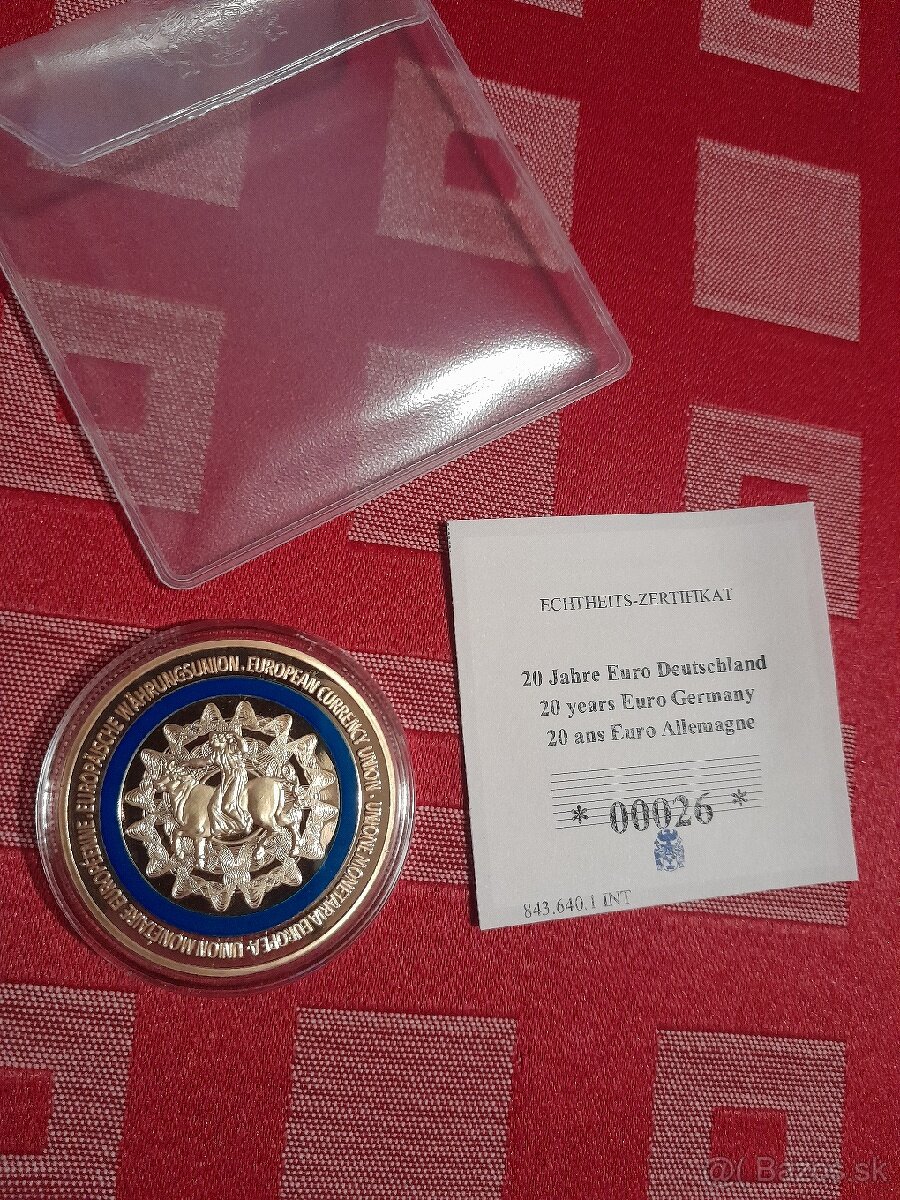 EUROPÄISCHE WÄHRUNGSUNION · EUROPEAN CURRENCY UNION · UNIONE MONETARIA EUROPEA · UNION MONÉTAIRE EUROPÉENNE ·
ECHTHEITS-ZERTIFIKAT
20 Jahre Euro Deutschland
20 years Euro Germany
20 ans Euro Allemagne
* 00026 *
843.640.1 INT
@ Bazos.sk